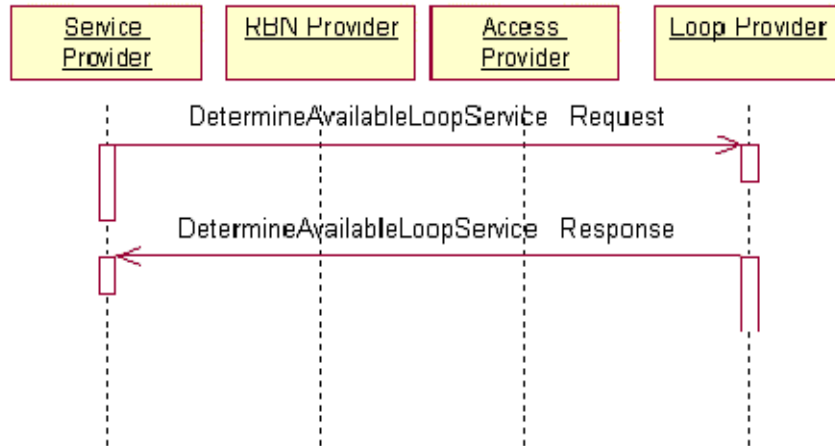 Service
Provider
RBN Provider
Access
Provider
Loop Provider
DetermineAvailableLoopService Request
DetermineAvailableLoopService Response